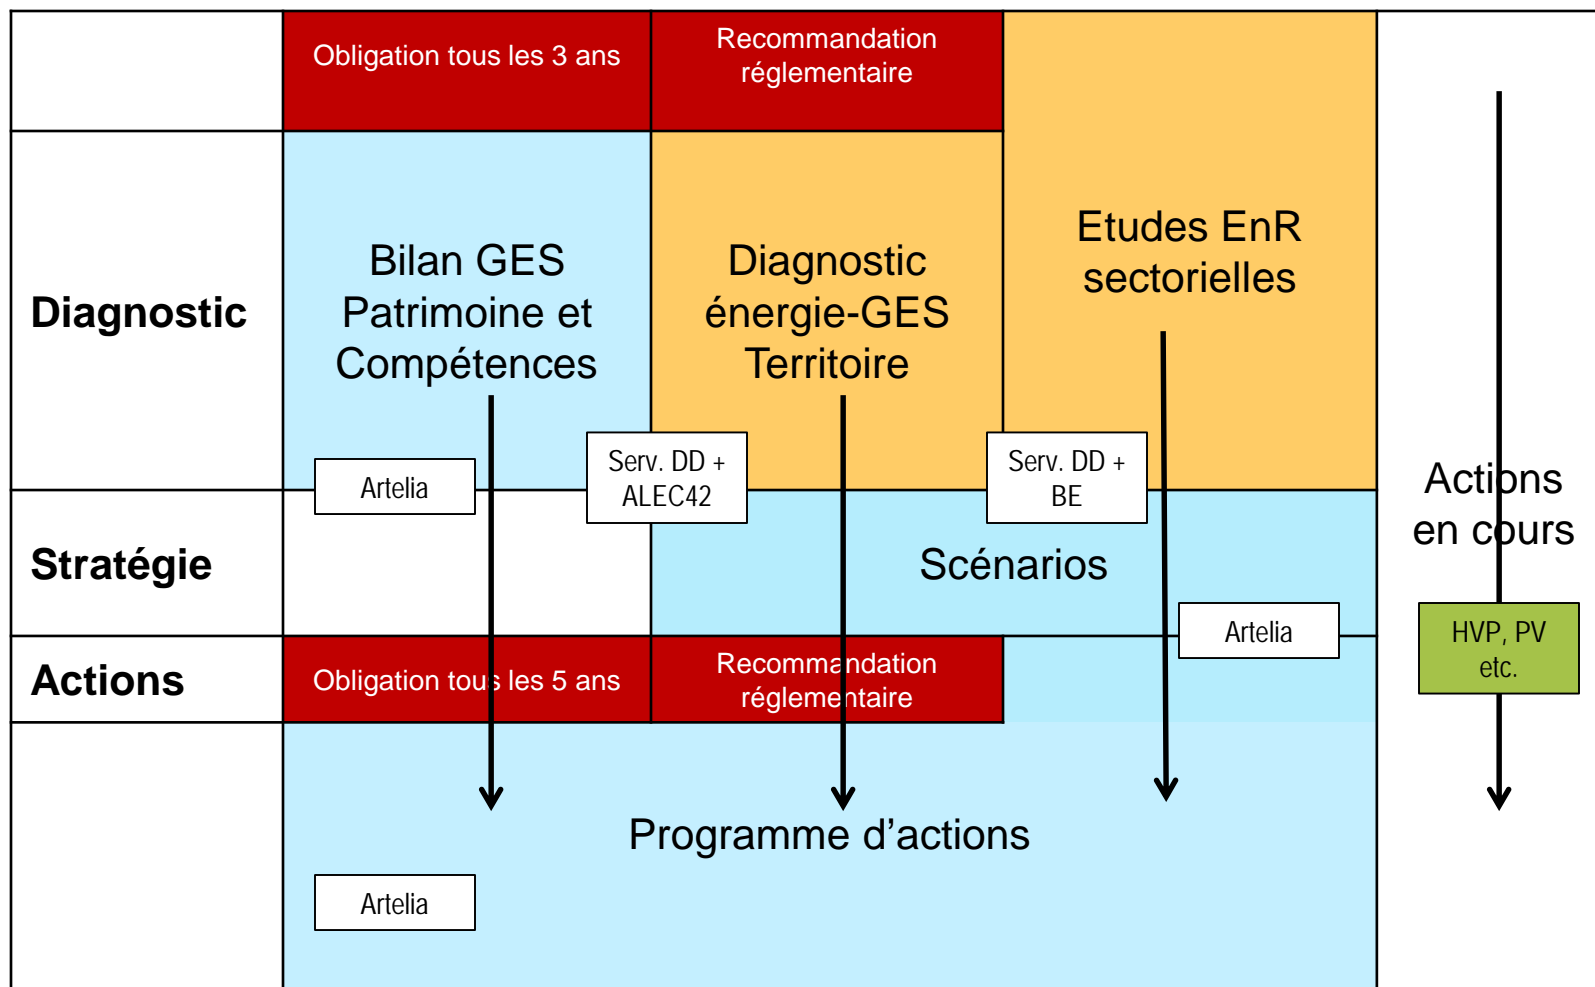 Obligation tous les 3 ans
Recommandation
réglementaire
Diagnostic
Bilan GES
Patrimoine et
Compétences
Diagnostic
énergie-GES
Territoire
Etudes EnR
sectorielles
Artelia
Serv. DD +
ALEC42
Serv. DD +
BE
Actions
en cours
Stratégie
Scénarios
Artelia
HVP, PV
etc.
Actions
Obligation tous les 5 ans
Recommandation
réglementaire
Programme d’actions
Artelia